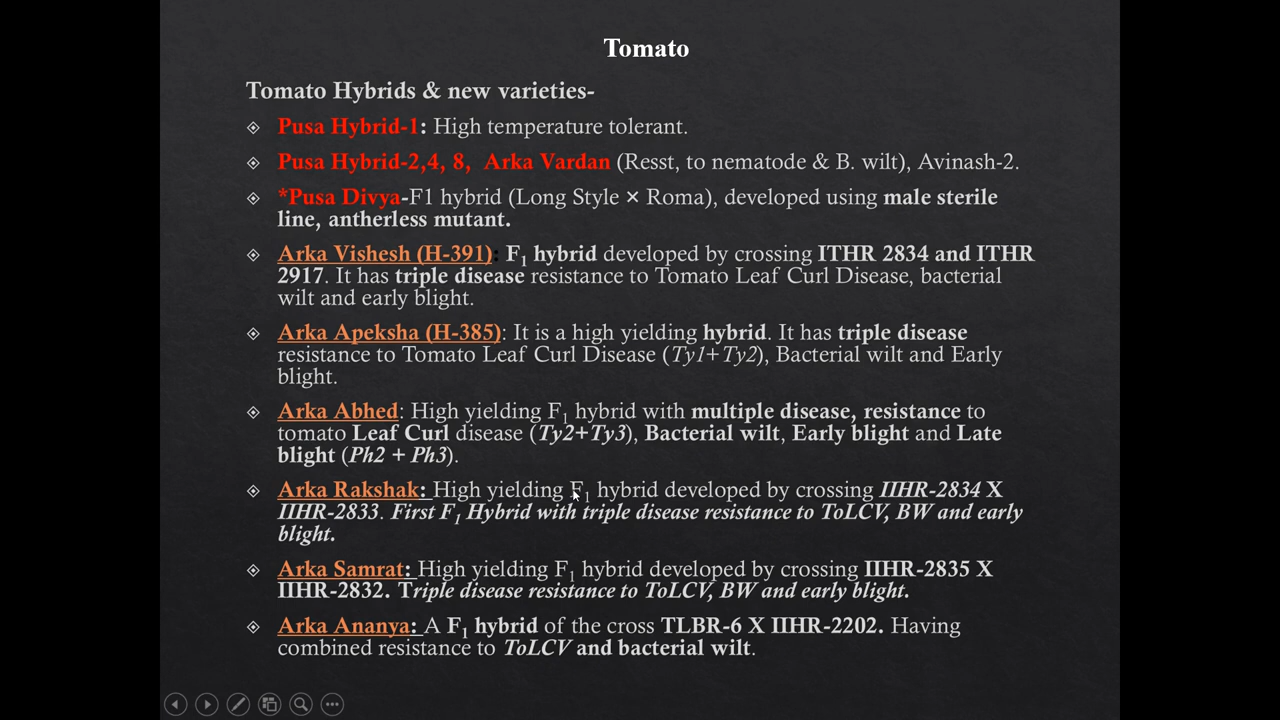 Tomato
Tomato Hybrids & new varieties-
Pusa Hybrid-1: High temperature tolerant.
Pusa Hybrid-2,4, 8, Arka Vardan (Resst, to nematode & B. wilt), Avinash-2.
*Pusa Divya-F1 hybrid (Long Style × Roma), developed using male sterile
line, antherless mutant.
Arka Vishesh (H-391): F1 hybrid developed by crossing ITHR 2834 and ITHR
2917. It has triple disease resistance to Tomato Leaf Curl Disease, bacterial
wilt and early blight.
Arka Apeksha (H-385): It is a high yielding hybrid. It has triple disease
resistance to Tomato Leaf Curl Disease (Ty1+Ty2), Bacterial wilt and Early
blight.
Arka Abhed: High yielding F1 hybrid with multiple disease, resistance to
tomato Leaf Curl disease (Ty2+Ty3), Bacterial wilt, Early blight and Late
blight (Ph2 + Ph3).
Arka Rakshak: High yielding F1 hybrid developed by crossing IIHR-2834 X
IIHR-2833. First F1 Hybrid with triple disease resistance to ToLCV, BW and early
blight.
Arka Samrat: High yielding F1 hybrid developed by crossing IIHR-2835 X
IIHR-2832. Triple disease resistance to ToLCV, BW and early blight.
Arka Ananya: A F1 hybrid of the cross TLBR-6 X IIHR-2202. Having
combined resistance to ToLCV and bacterial wilt.